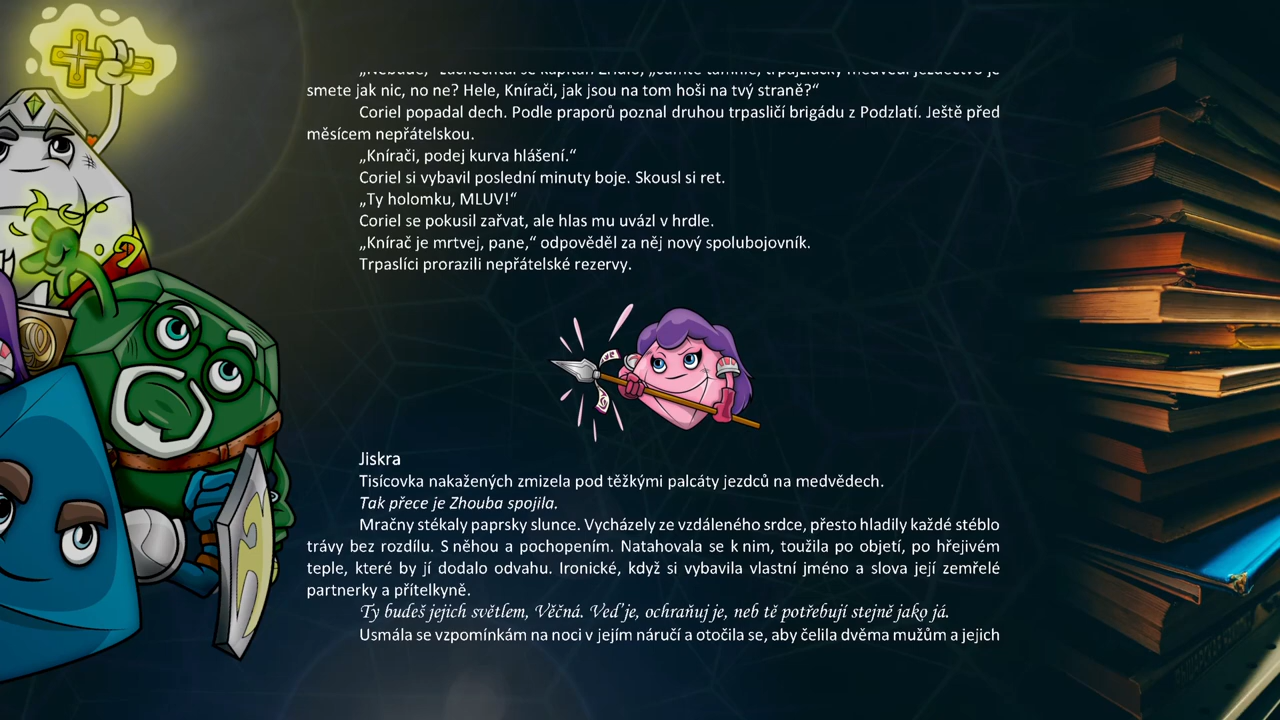 smete jak nic, no ne? Hele, Knírači, jak jsou na tom hoši na tvý straně?“
Coriel popadal dech. Podle praporů poznal druhou trpasličí brigádu z Podzlatí. Ještě před
měsícem nepřátelskou.
„Knírači, podej kurva hlášení.“
Coriel si vybavil poslední minuty boje. Skousl si ret.
„Ty holomku, MLUV!“
Coriel se pokusil zařvat, ale hlas mu uvázl v hrdle.
„Knírač je mrtvej, pane,“ odpověděl za něj nový spolubojovník.
Trpaslíci prorazili nepřátelské rezervy.
Jiskra
Tisícovka nakažených zmizela pod těžkými palcáty jezdců na medvědech.
Tak přece je Zhouba spojila.
Mračny stékaly paprsky slunce. Vycházely ze vzdáleného srdce, přesto hladily každé stéblo
trávy bez rozdílu. S něhou a pochopením. Natahovala se k nim, toužila po objetí, po hřejivém
teple, které by jí dodalo odvahu. Ironické, když si vybavila vlastní jméno a slova její zemřelé
partnerky a přítelkyně.
Ty budeš jejich světlem, Věčná. Veď je, ochraňuj je, neb tě potřebují stejně jako já.
Usmála se vzpomínkám na noci v jejím náručí a otočila se, aby čelila dvěma mužům a jejich